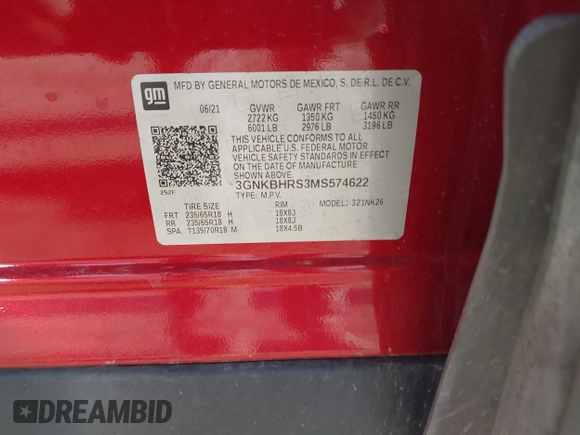 gm
MFD BY GENERAL MOTORS DE MEXICO, S. DE R.L. DE C.V.
06/21 GVWR GAWR FRT GAWR RR
2722 KG 1350 KG 1450 KG
6001 LB 2976 LB 3196 LB
THIS VEHICLE CONFORMS TO ALL
APPLICABLE U.S. FEDERAL MOTOR
VEHICLE SAFETY STANDARDS IN EFFECT
ON THE DATE OF MANUFACTURE SHOWN ABOVE.
3GNKBHRS3MS574622
252F TYPE: M.P.V.
TIRE SIZE RIM MODEL: 321NK26
FRT 235/65R18 H 18X8J
RR 235/65R18 H 18X8J
SPA T135/70R18 M 18X4.5B
DREAMBID